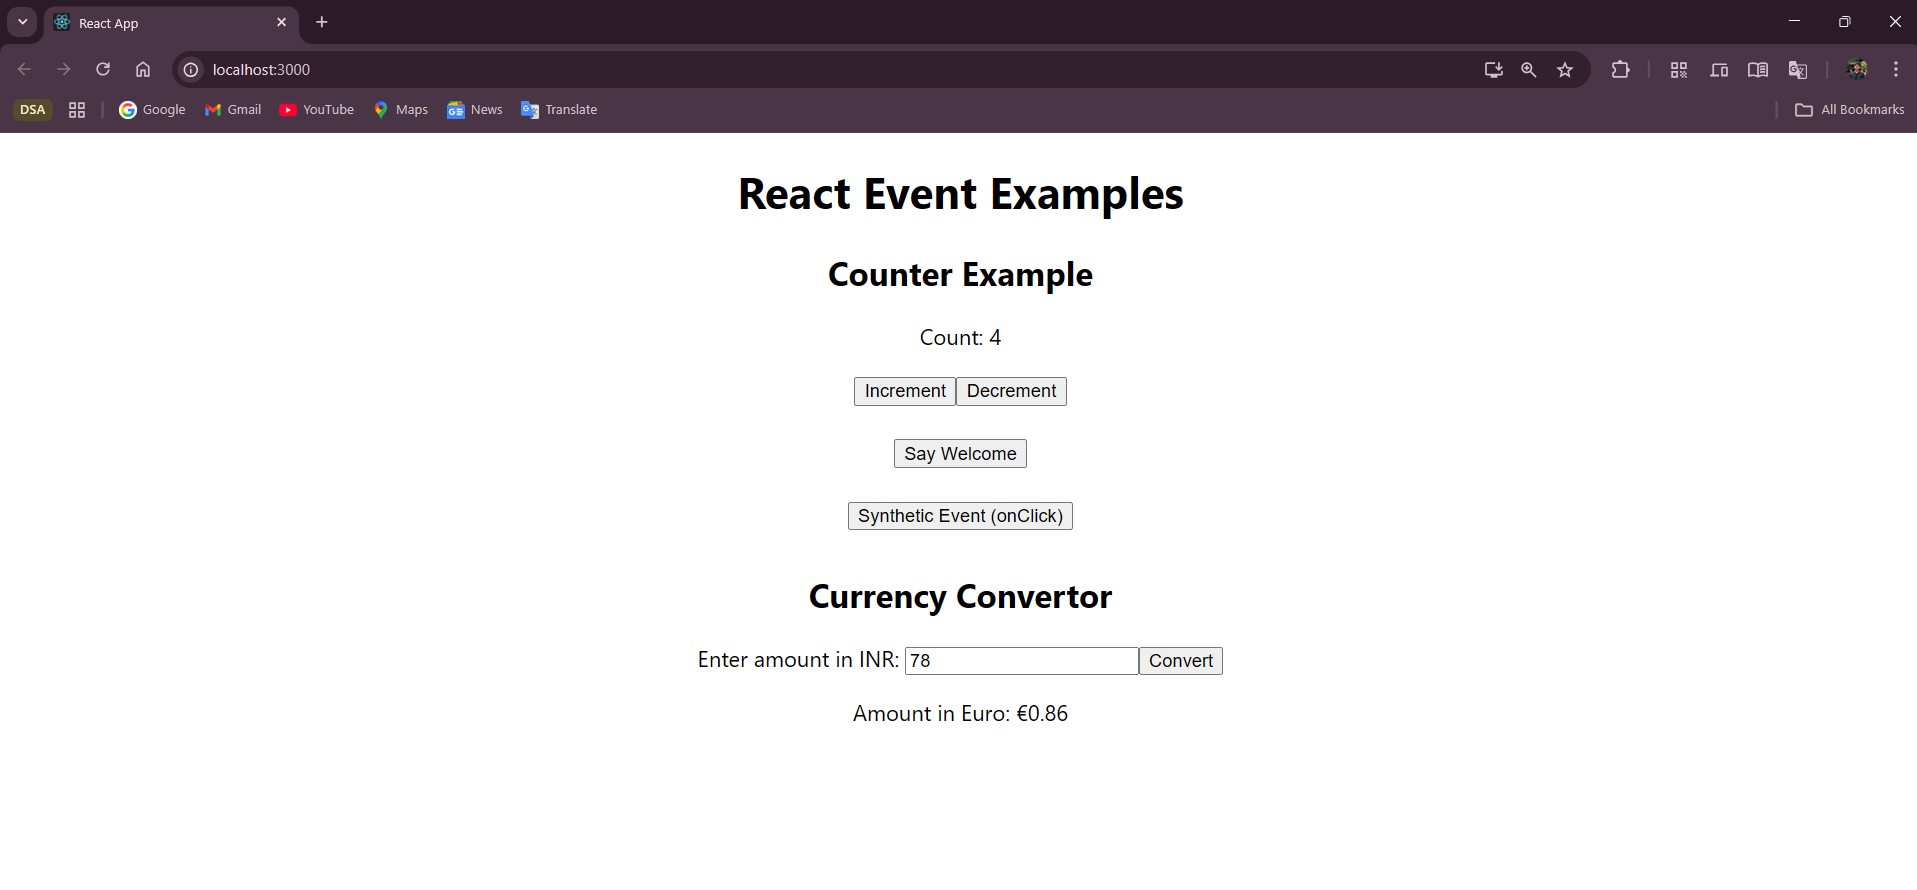 React App
localhost:3000
DSA Google Gmail YouTube Maps News Translate All Bookmarks
React Event Examples
Counter Example
Count: 4
Increment Decrement
Say Welcome
Synthetic Event (onClick)
Currency Convertor
Enter amount in INR: 78 Convert
Amount in Euro: €0.86